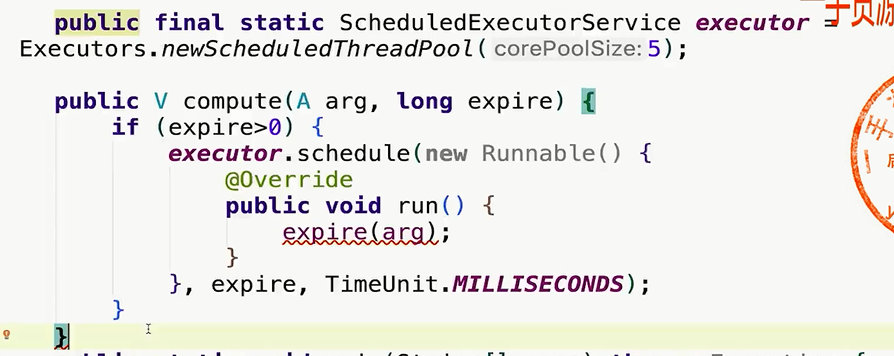 public final static ScheduledExecutorService executor =
Executors.newScheduledThreadPool( corePoolSize: 5);
public V compute(A arg, long expire) {
if (expire>0) {
executor.schedule(new Runnable() {
@Override
public void run() {
expire(arg);
}
}, expire, TimeUnit.MILLISECONDS);
}
}